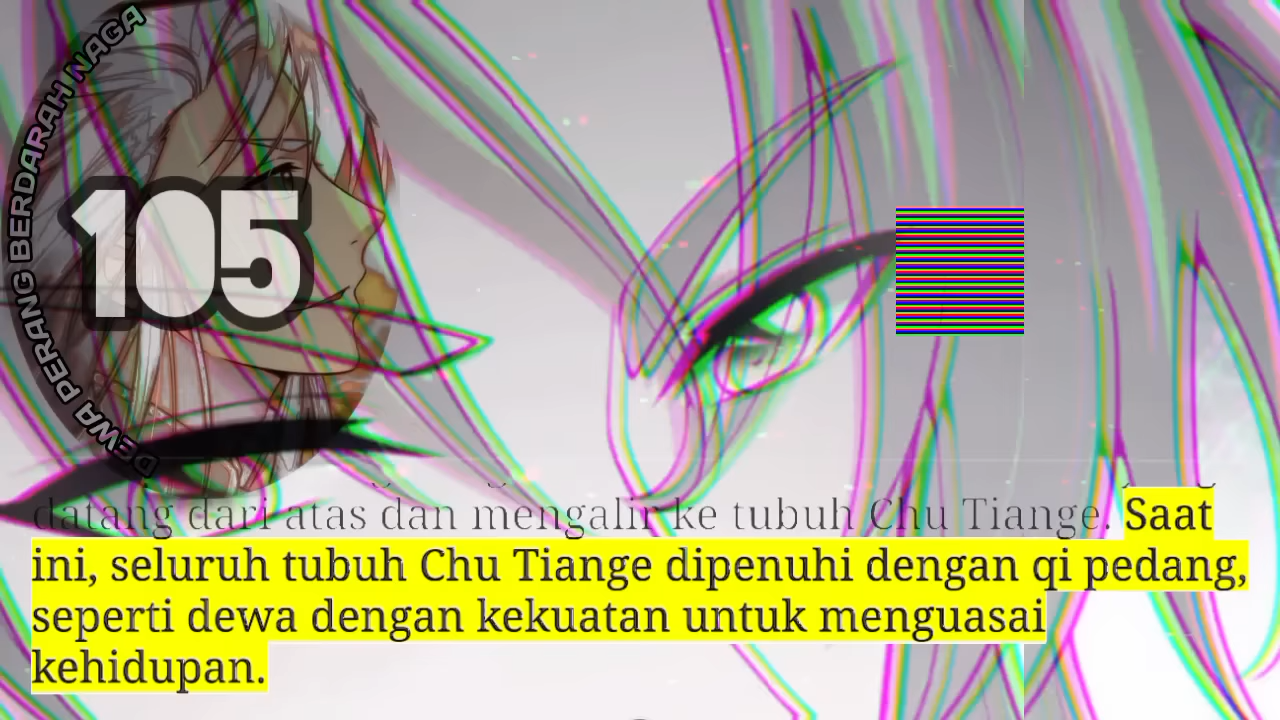 DEWA PERANG BERDARAH NAGA
105
datang dari atas dan mengalir ke tubuh Chu Tiange. Saat
ini, seluruh tubuh Chu Tiange dipenuhi dengan qi pedang,
seperti dewa dengan kekuatan untuk menguasai
kehidupan.